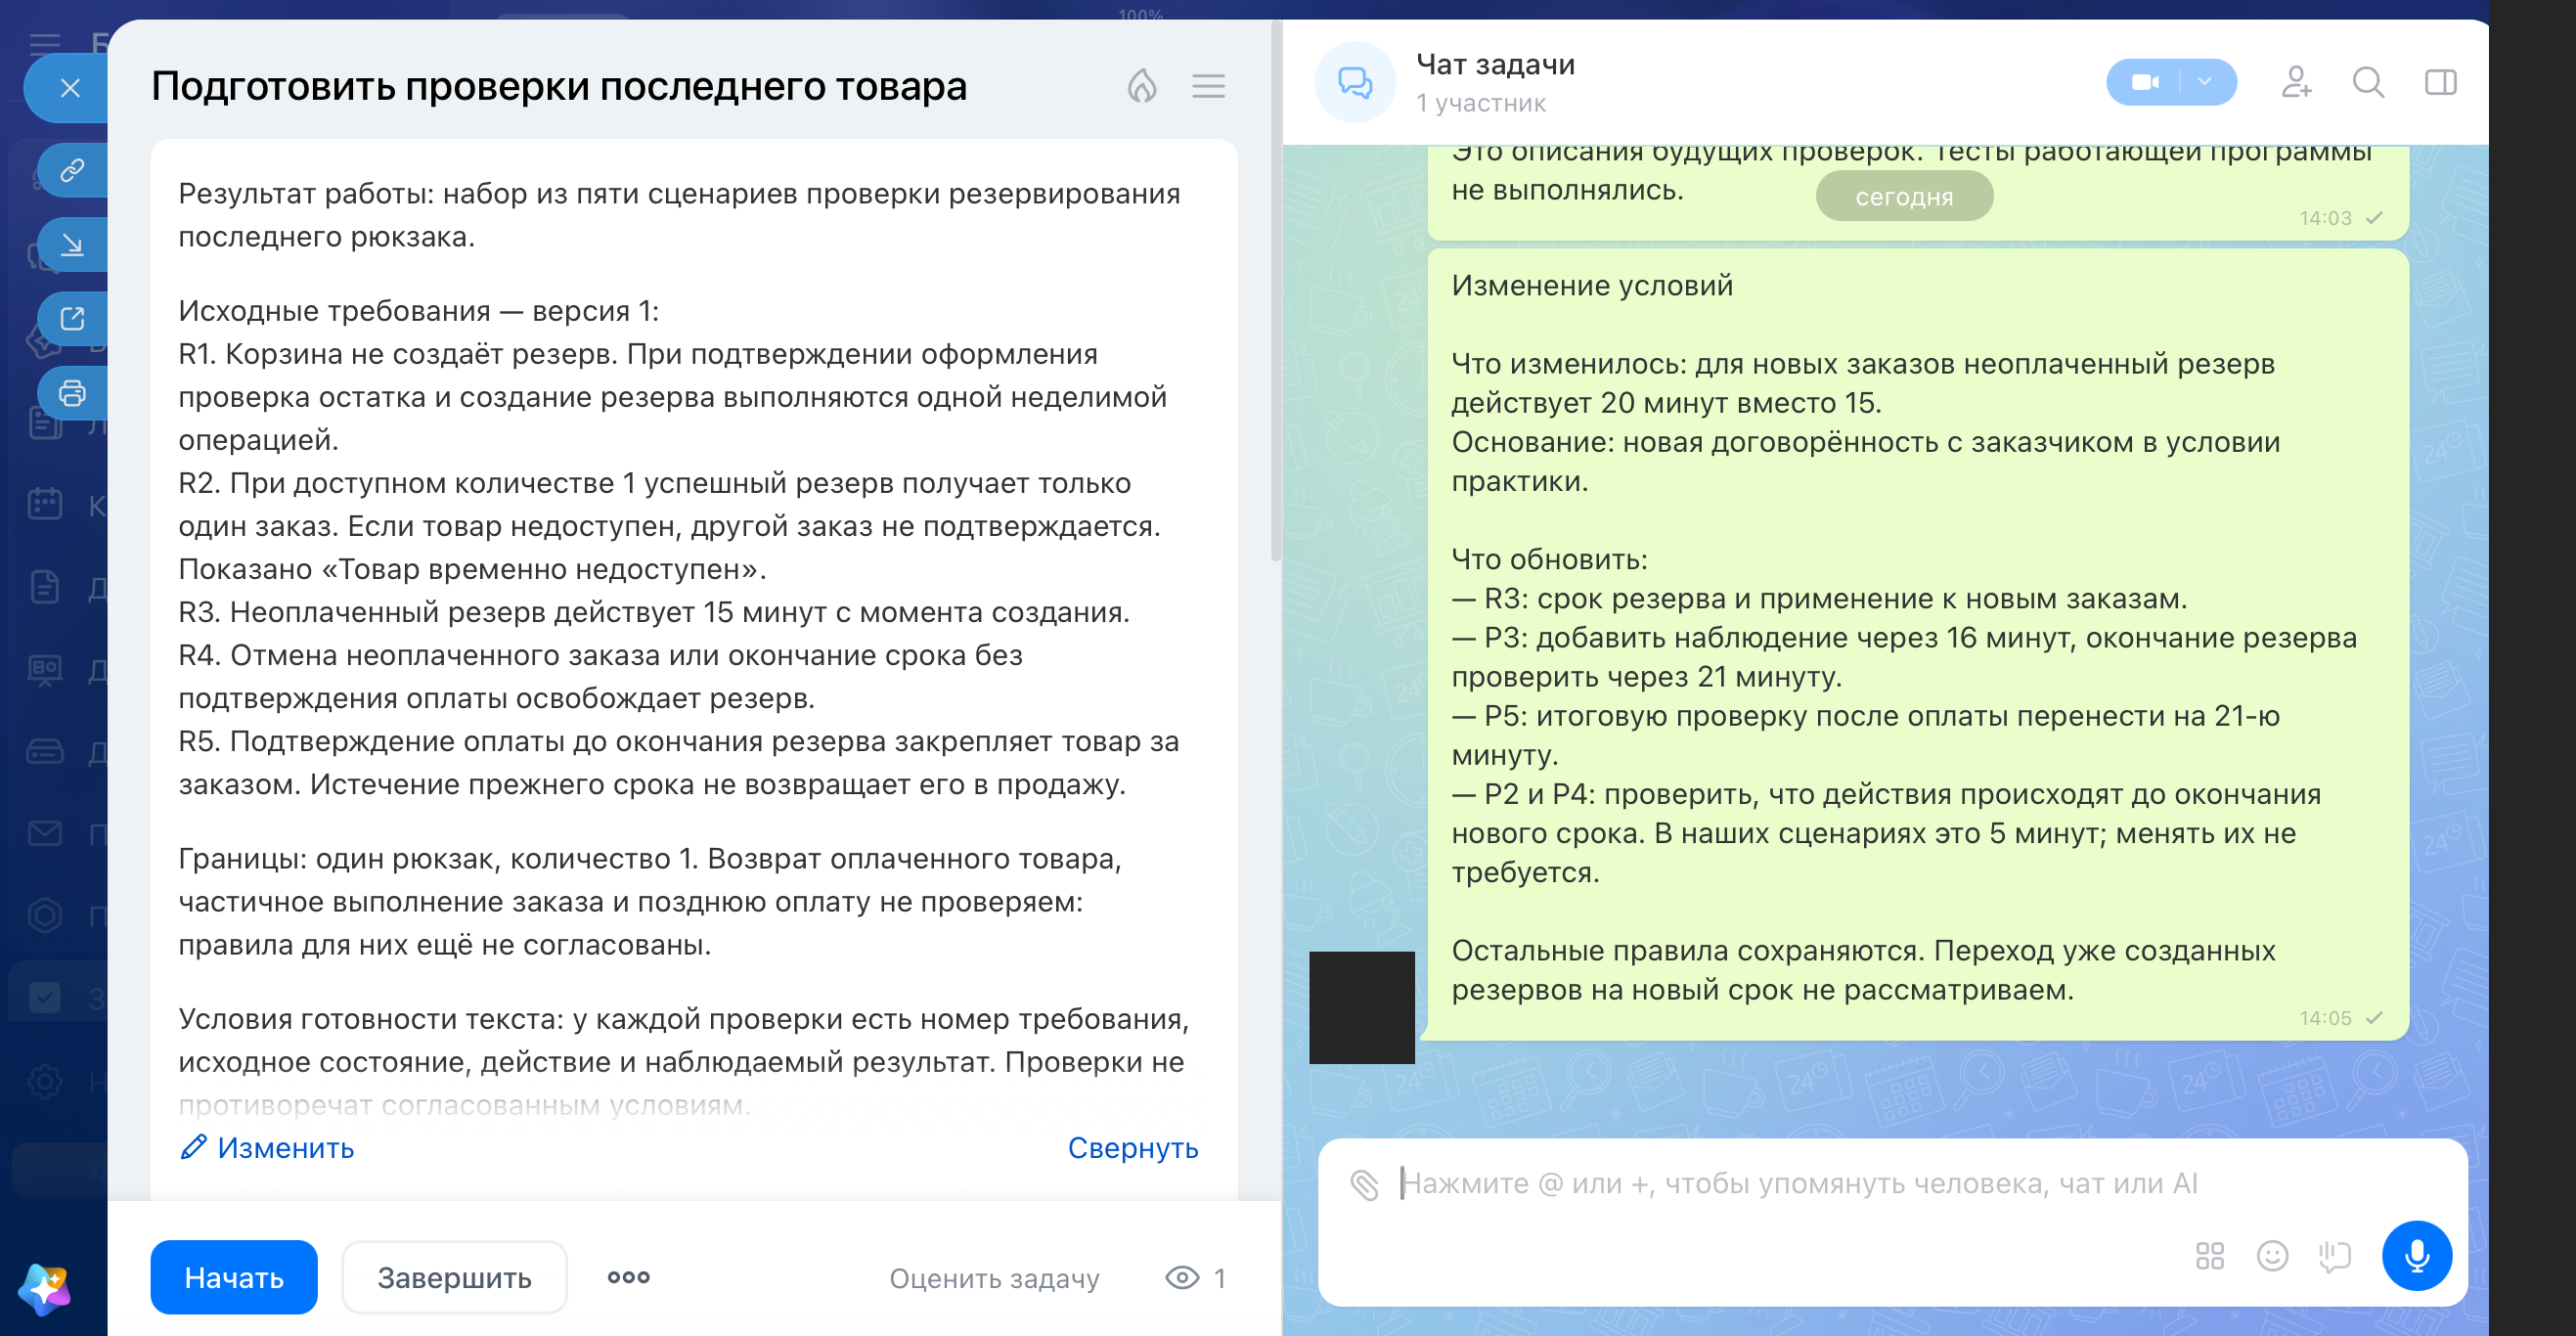 100%
Подготовить проверки последнего товара
Результат работы: набор из пяти сценариев проверки резервирования
последнего рюкзака.
Исходные требования — версия 1:
R1. Корзина не создаёт резерв. При подтверждении оформления
проверка остатка и создание резерва выполняются одной неделимой
операцией.
R2. При доступном количестве 1 успешный резерв получает только
один заказ. Если товар недоступен, другой заказ не подтверждается.
Показано «Товар временно недоступен».
R3. Неоплаченный резерв действует 15 минут с момента создания.
R4. Отмена неоплаченного заказа или окончание срока без
подтверждения оплаты освобождает резерв.
R5. Подтверждение оплаты до окончания резерва закрепляет товар за
заказом. Истечение прежнего срока не возвращает его в продажу.
Границы: один рюкзак, количество 1. Возврат оплаченного товара,
частичное выполнение заказа и позднюю оплату не проверяем:
правила для них ещё не согласованы.
Условия готовности текста: у каждой проверки есть номер требования,
исходное состояние, действие и наблюдаемый результат. Проверки не
противоречат согласованным условиям.
Изменить
Свернуть
Начать
Завершить
Оценить задачу
1
Чат задачи
1 участник
Это описания будущих проверок. Тесты работающей программы
не выполнялись.
сегодня
14:03
Изменение условий
Что изменилось: для новых заказов неоплаченный резерв
действует 20 минут вместо 15.
Основание: новая договорённость с заказчиком в условии
практики.
Что обновить:
— R3: срок резерва и применение к новым заказам.
— P3: добавить наблюдение через 16 минут, окончание резерва
проверить через 21 минуту.
— P5: итоговую проверку после оплаты перенести на 21-ю
минуту.
— P2 и P4: проверить, что действия происходят до окончания
нового срока. В наших сценариях это 5 минут; менять их не
требуется.
Остальные правила сохраняются. Переход уже созданных
резервов на новый срок не рассматриваем.
14:05
Нажмите @ или +, чтобы упомянуть человека, чат или AI